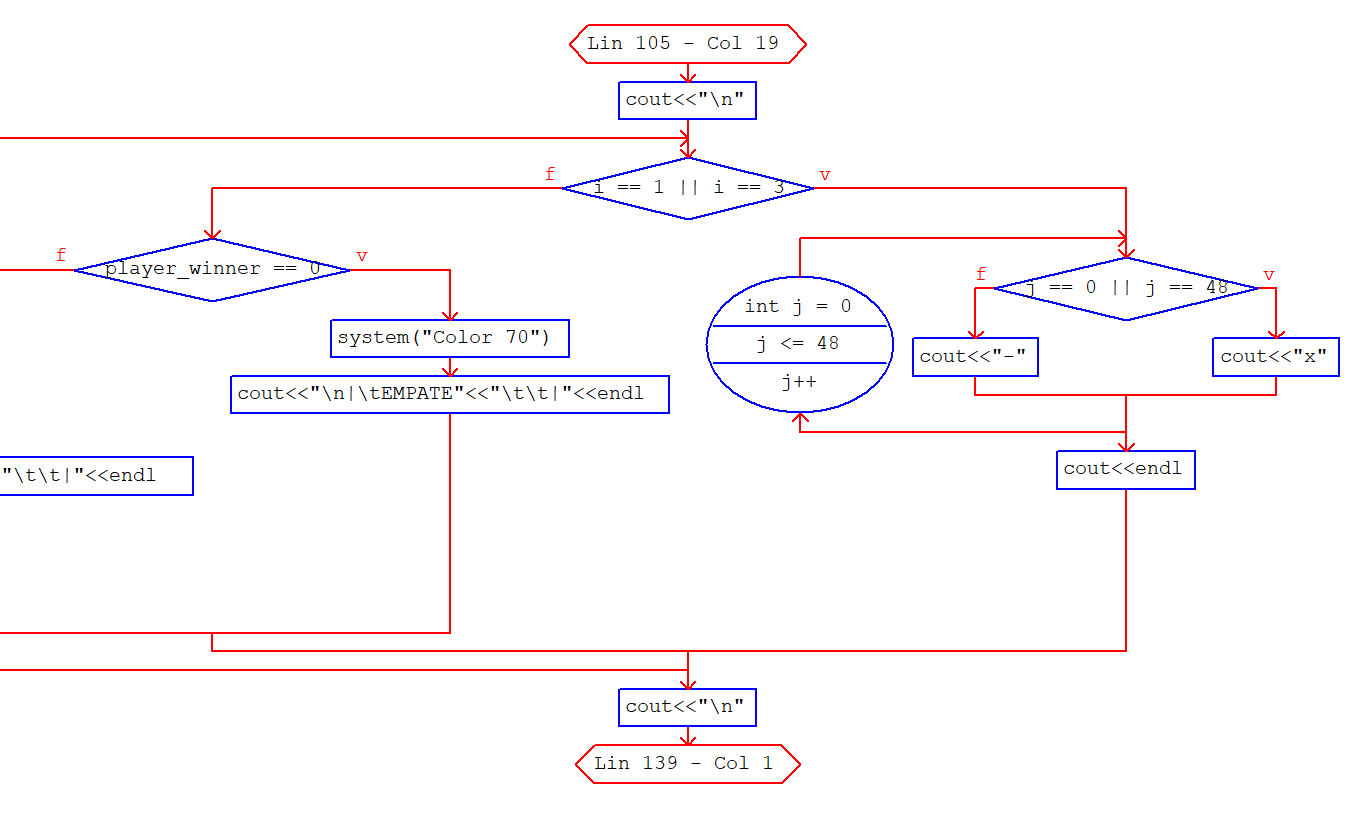 Lin 105 - Col 19
cout<<"\n"
f
i == 1 || i == 3
v
f
player_winner == 0
v
system("Color 70")
cout<<"\n|\tEMPATE"<<"\t\t|"<<endl
"\t\t|"<<endl
int j = 0
j <= 48
j++
f
j == 0 || j == 48
v
cout<<"-"
cout<<"x"
cout<<endl
cout<<"\n"
Lin 139 - Col 1